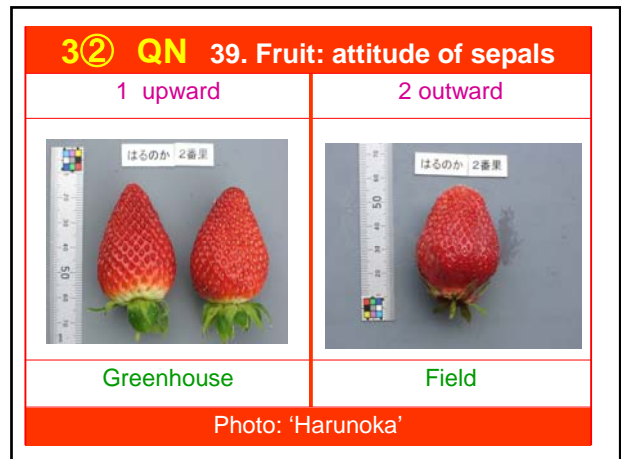 3② QN 39. Fruit: attitude of sepals
1 upward
2 outward
はるのか 2番果
はるのか 2番果
50
50
Greenhouse
Field
Photo: ‘Harunoka’